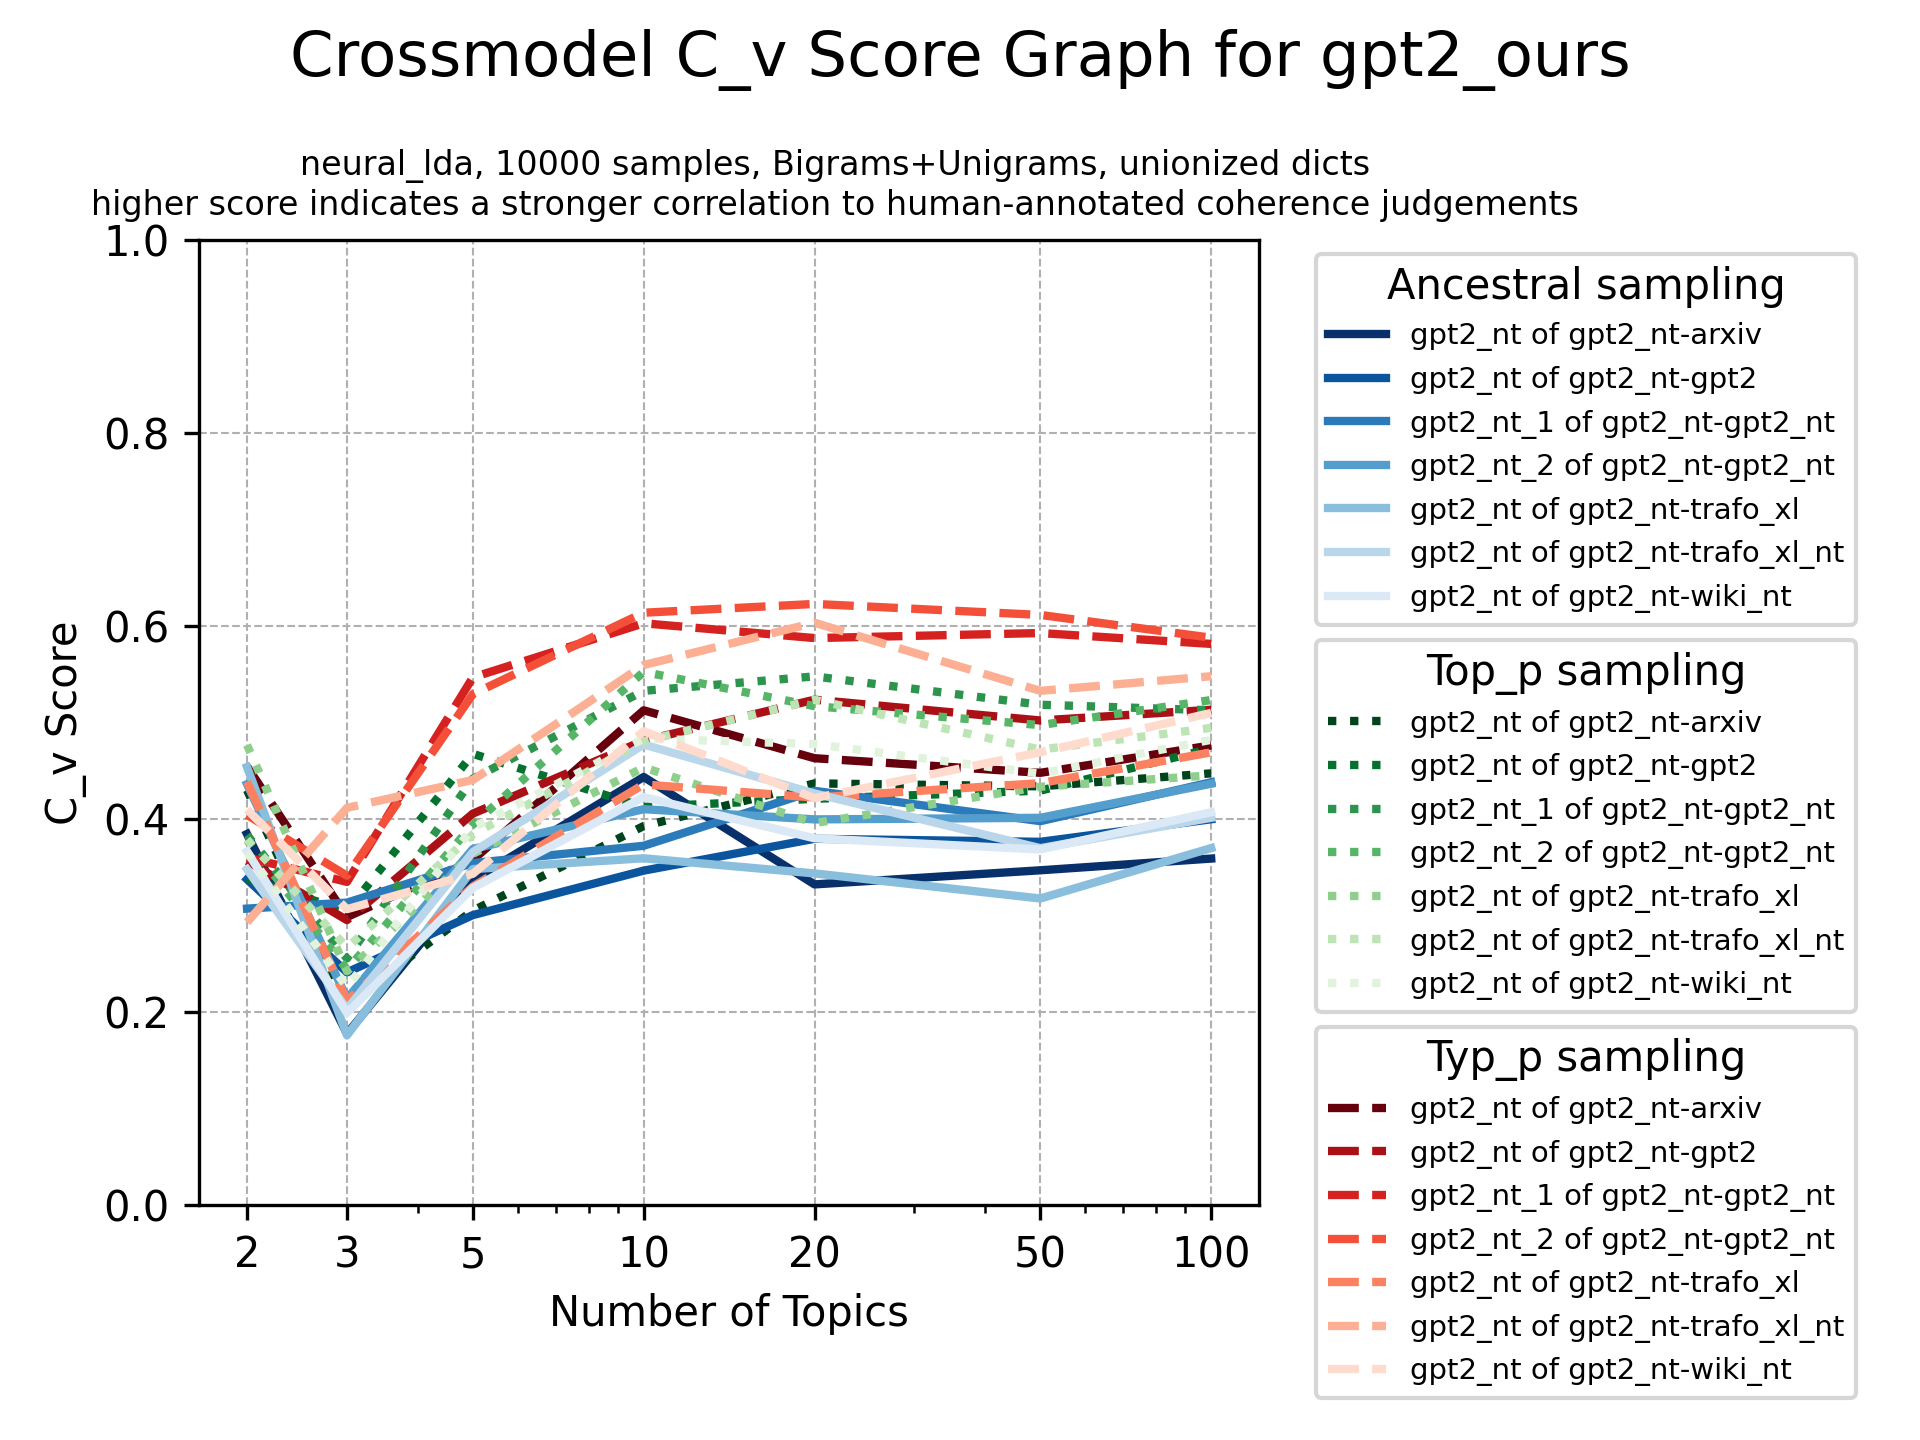 Crossmodel C_v Score Graph for gpt2_ours
neural_lda, 10000 samples, Bigrams+Unigrams, unionized dicts
higher score indicates a stronger correlation to human-annotated coherence judgements
C_v Score
1.0
0.8
0.6
0.4
0.2
0.0
2 3 5 10 20 50 100
Number of Topics
Ancestral sampling
gpt2_nt of gpt2_nt-arxiv
gpt2_nt of gpt2_nt-gpt2
gpt2_nt_1 of gpt2_nt-gpt2_nt
gpt2_nt_2 of gpt2_nt-gpt2_nt
gpt2_nt of gpt2_nt-trafo_xl
gpt2_nt of gpt2_nt-trafo_xl_nt
gpt2_nt of gpt2_nt-wiki_nt
Top_p sampling
gpt2_nt of gpt2_nt-arxiv
gpt2_nt of gpt2_nt-gpt2
gpt2_nt_1 of gpt2_nt-gpt2_nt
gpt2_nt_2 of gpt2_nt-gpt2_nt
gpt2_nt of gpt2_nt-trafo_xl
gpt2_nt of gpt2_nt-trafo_xl_nt
gpt2_nt of gpt2_nt-wiki_nt
Typ_p sampling
gpt2_nt of gpt2_nt-arxiv
gpt2_nt of gpt2_nt-gpt2
gpt2_nt_1 of gpt2_nt-gpt2_nt
gpt2_nt_2 of gpt2_nt-gpt2_nt
gpt2_nt of gpt2_nt-trafo_xl
gpt2_nt of gpt2_nt-trafo_xl_nt
gpt2_nt of gpt2_nt-wiki_nt